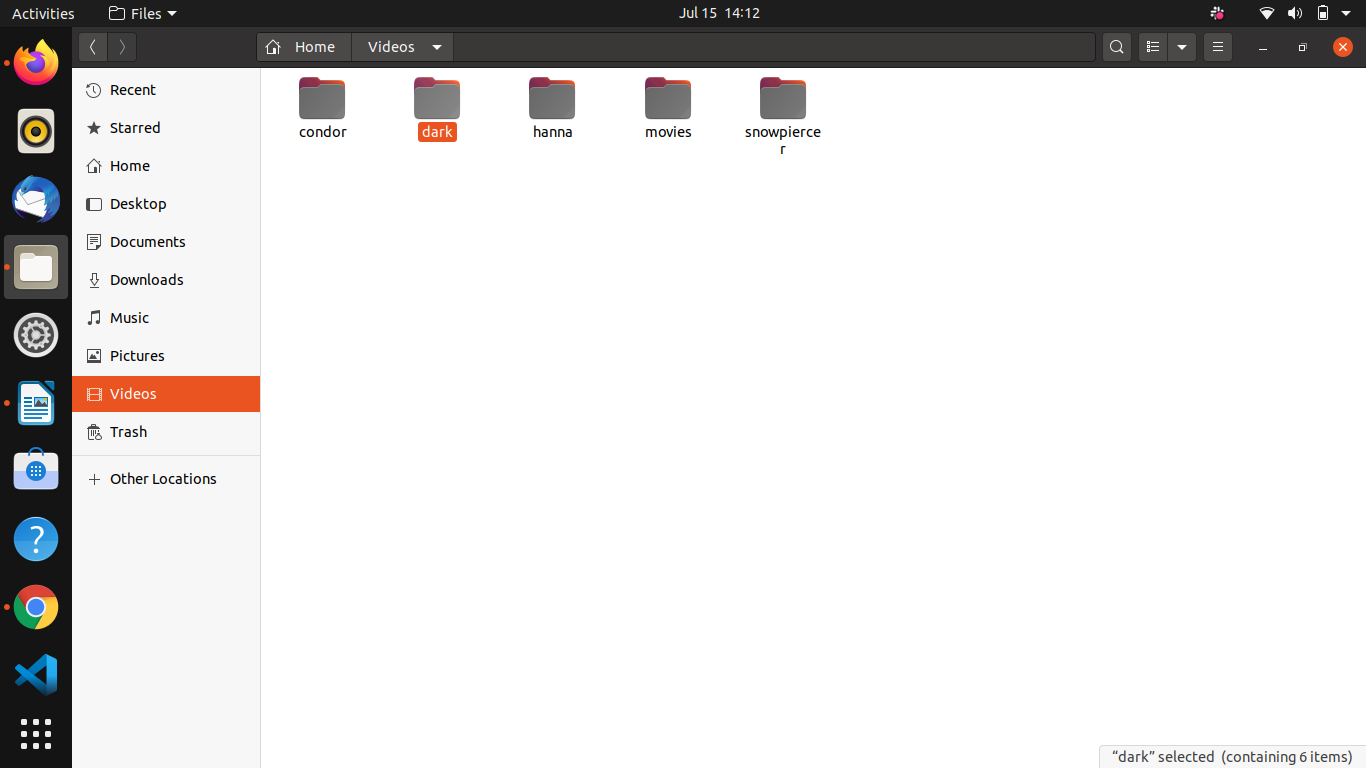 Activities Files Jul 15 14:12
Home Videos
Recent
Starred
Home
Desktop
Documents
Downloads
Music
Pictures
Videos
Trash
Other Locations
condor dark hanna movies snowpierce
r
“dark” selected (containing 6 items)